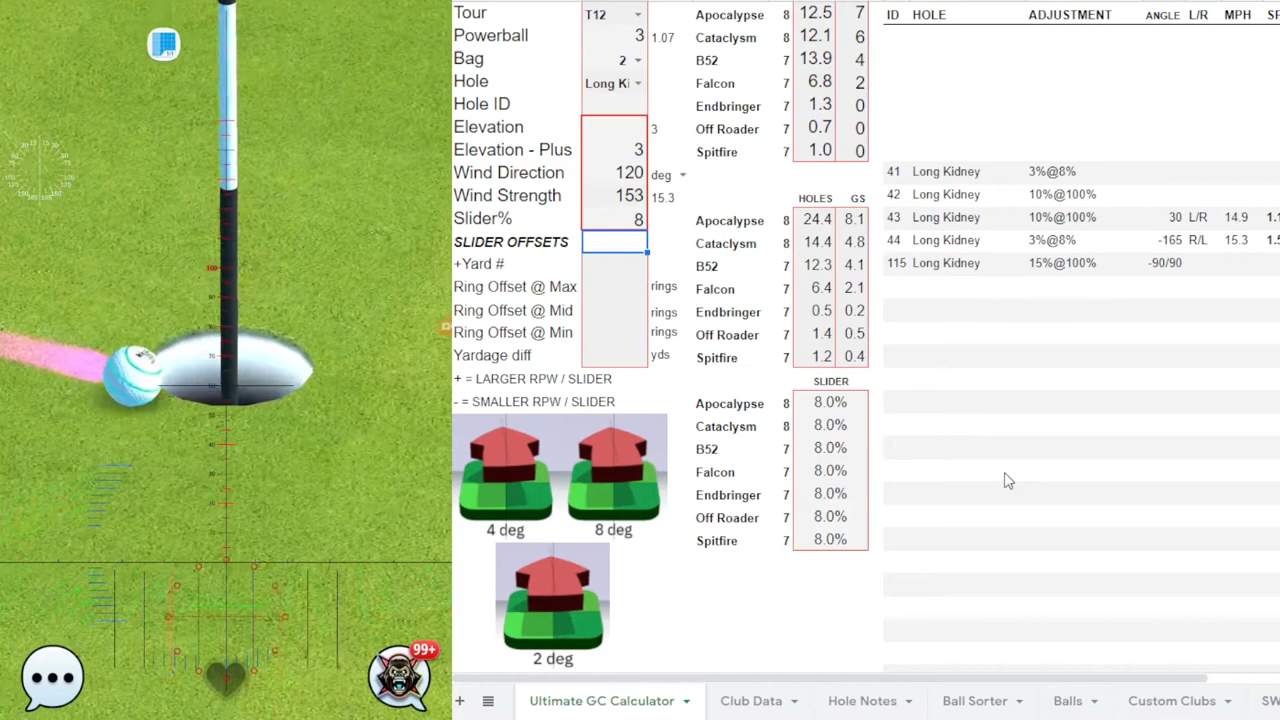 Tour T12
Powerball 3 1.07
Bag 2
Hole Long Ki
Hole ID
Elevation 3
Elevation - Plus 3
Wind Direction 120 deg
Wind Strength 153 15.3
Slider% 8
SLIDER OFFSETS
+Yard #
Ring Offset @ Max rings
Ring Offset @ Mid rings
Ring Offset @ Min rings
Yardage diff yds
+ = LARGER RPW / SLIDER
- = SMALLER RPW / SLIDER
4 deg 8 deg
2 deg
Apocalypse 8 12.5 7
Cataclysm 8 12.1 6
B52 7 13.9 4
Falcon 7 6.8 2
Endbringer 7 1.3 0
Off Roader 7 0.7 0
Spitfire 7 1.0 0
HOLES GS
Apocalypse 8 24.4 8.1
Cataclysm 8 14.4 4.8
B52 7 12.3 4.1
Falcon 7 6.4 2.1
Endbringer 7 0.5 0.2
Off Roader 7 1.4 0.5
Spitfire 7 1.2 0.4
SLIDER
Apocalypse 8 8.0%
Cataclysm 8 8.0%
B52 7 8.0%
Falcon 7 8.0%
Endbringer 7 8.0%
Off Roader 7 8.0%
Spitfire 7 8.0%
ID HOLE ADJUSTMENT ANGLE L/R MPH
41 Long Kidney 3%@8%
42 Long Kidney 10%@100%
43 Long Kidney 10%@100% 30 L/R 14.9
44 Long Kidney 3%@8% -165 R/L 15.3
115 Long Kidney 15%@100% -90/90
100
90
80
70
50
40
30
99+
+ Ultimate GC Calculator Club Data Hole Notes Ball Sorter Balls Custom Clubs SW